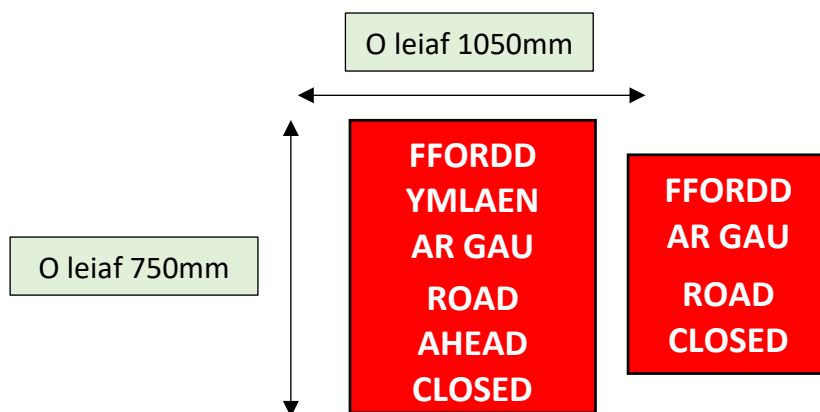 O leiaf 1050mm
O leiaf 750mm
FFORDD
YMLAEN
AR GAU
ROAD
AHEAD
CLOSED
FFORDD
AR GAU
ROAD
CLOSED